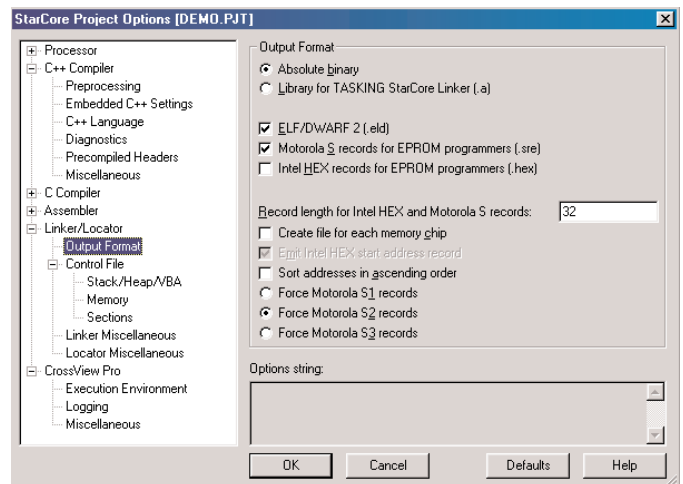 StarCore Project Options [DEMO.PJT]
Processor
C++ Compiler
Preprocessing
Embedded C++ Settings
C++ Language
Diagnostics
Precompiled Headers
Miscellaneous
C Compiler
Assembler
Linker/Locator
Output Format
Control File
Stack/Heap/VBA
Memory
Sections
Linker Miscellaneous
Locator Miscellaneous
CrossView Pro
Execution Environment
Logging
Miscellaneous
Output Format
Absolute binary
Library for TASKING StarCore Linker (.a)
ELF/DWARF 2 (.eld)
Motorola S records for EPROM programmers (.sre)
Intel HEX records for EPROM programmers (.hex)
Record length for Intel HEX and Motorola S records: 32
Create file for each memory chip
Emit Intel HEX start address record
Sort addresses in ascending order
Force Motorola S1 records
Force Motorola S2 records
Force Motorola S3 records
Options string:
OK Cancel Defaults Help